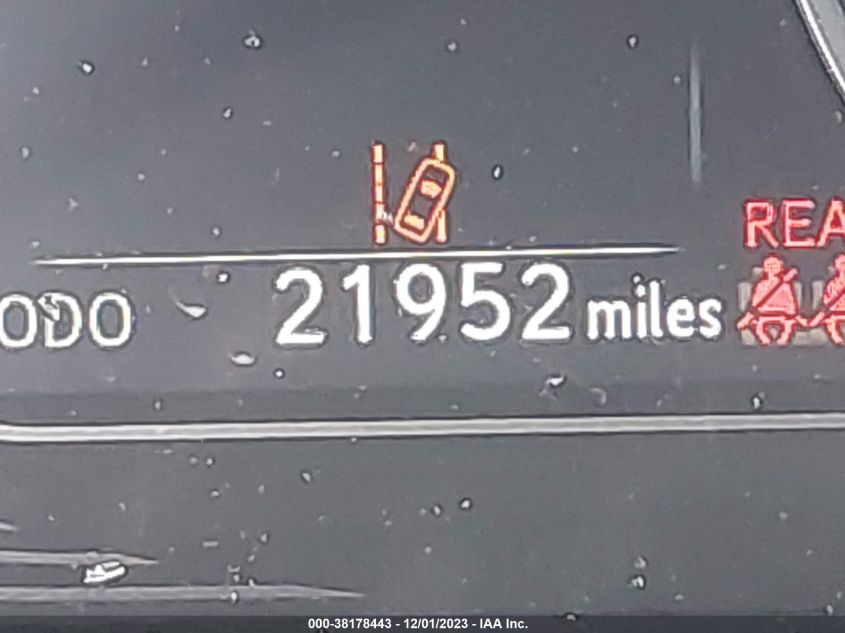 REA
ODO 21952 miles
000-38178443 - 12/01/2023 - IAA Inc.